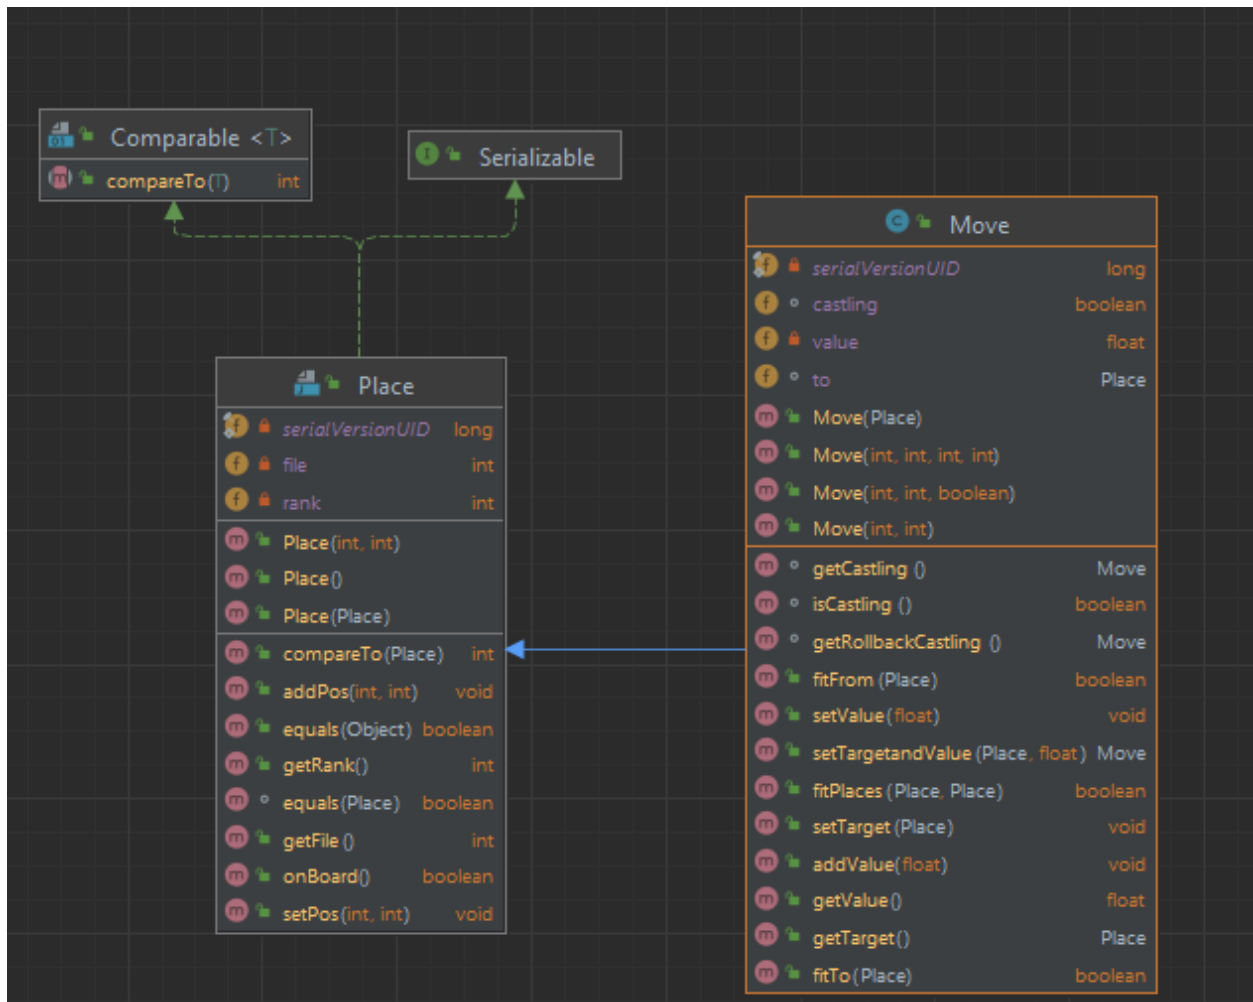 Comparable <T>
compareTo(T) int
Serializable
Place
serialVersionUID long
file int
rank int
Place(int, int)
Place()
Place(Place)
compareTo(Place) int
addPos(int, int) void
equals(Object) boolean
getRank() int
equals(Place) boolean
getFile () int
onBoard() boolean
setPos(int, int) void
Move
serialVersionUID long
castling boolean
value float
to Place
Move(Place)
Move(int, int, int, int)
Move(int, int, boolean)
Move(int, int)
getCastling () Move
isCastling () boolean
getRollbackCastling () Move
fitFrom (Place) boolean
setValue(float) void
setTargetandValue (Place, float) Move
fitPlaces (Place, Place) boolean
setTarget (Place) void
addValue(float) void
getValue() float
getTarget() Place
fitTo (Place) boolean